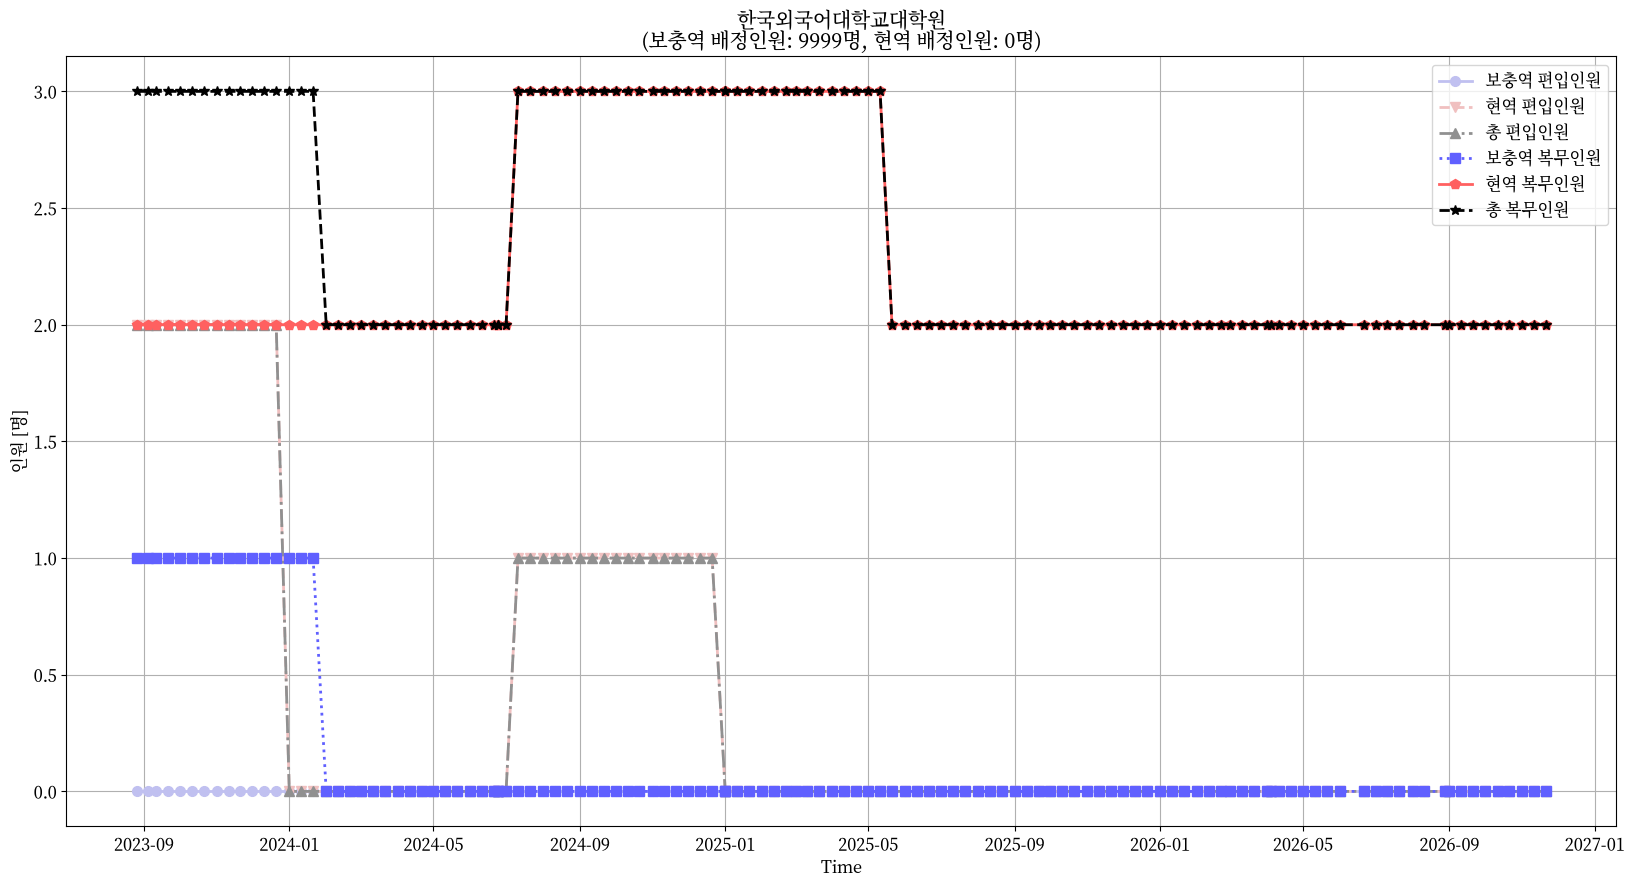 한국외국어대학교대학원
(보충역 배정인원: 9999명, 현역 배정인원: 0명)
보충역 편입인원
현역 편입인원
총 편입인원
보충역 복무인원
현역 복무인원
총 복무인원
인원 [명]
3.0
2.5
2.0
1.5
1.0
0.5
0.0
2023-09 2024-01 2024-05 2024-09 2025-01 2025-05 2025-09 2026-01 2026-05 2026-09 2027-01
Time